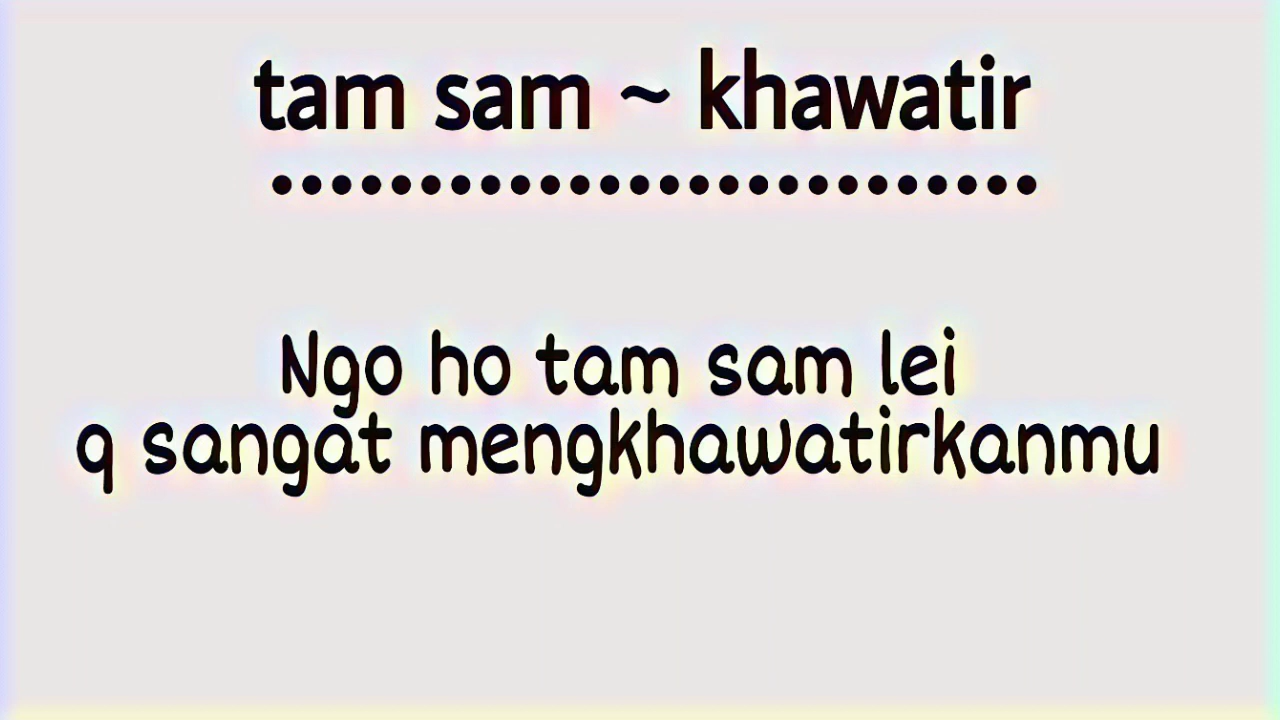 tam sam ~ khawatir
••••••••••••••••••••••••••
Ngo ho tam sam lei
q sangat mengkhawatirkanmu